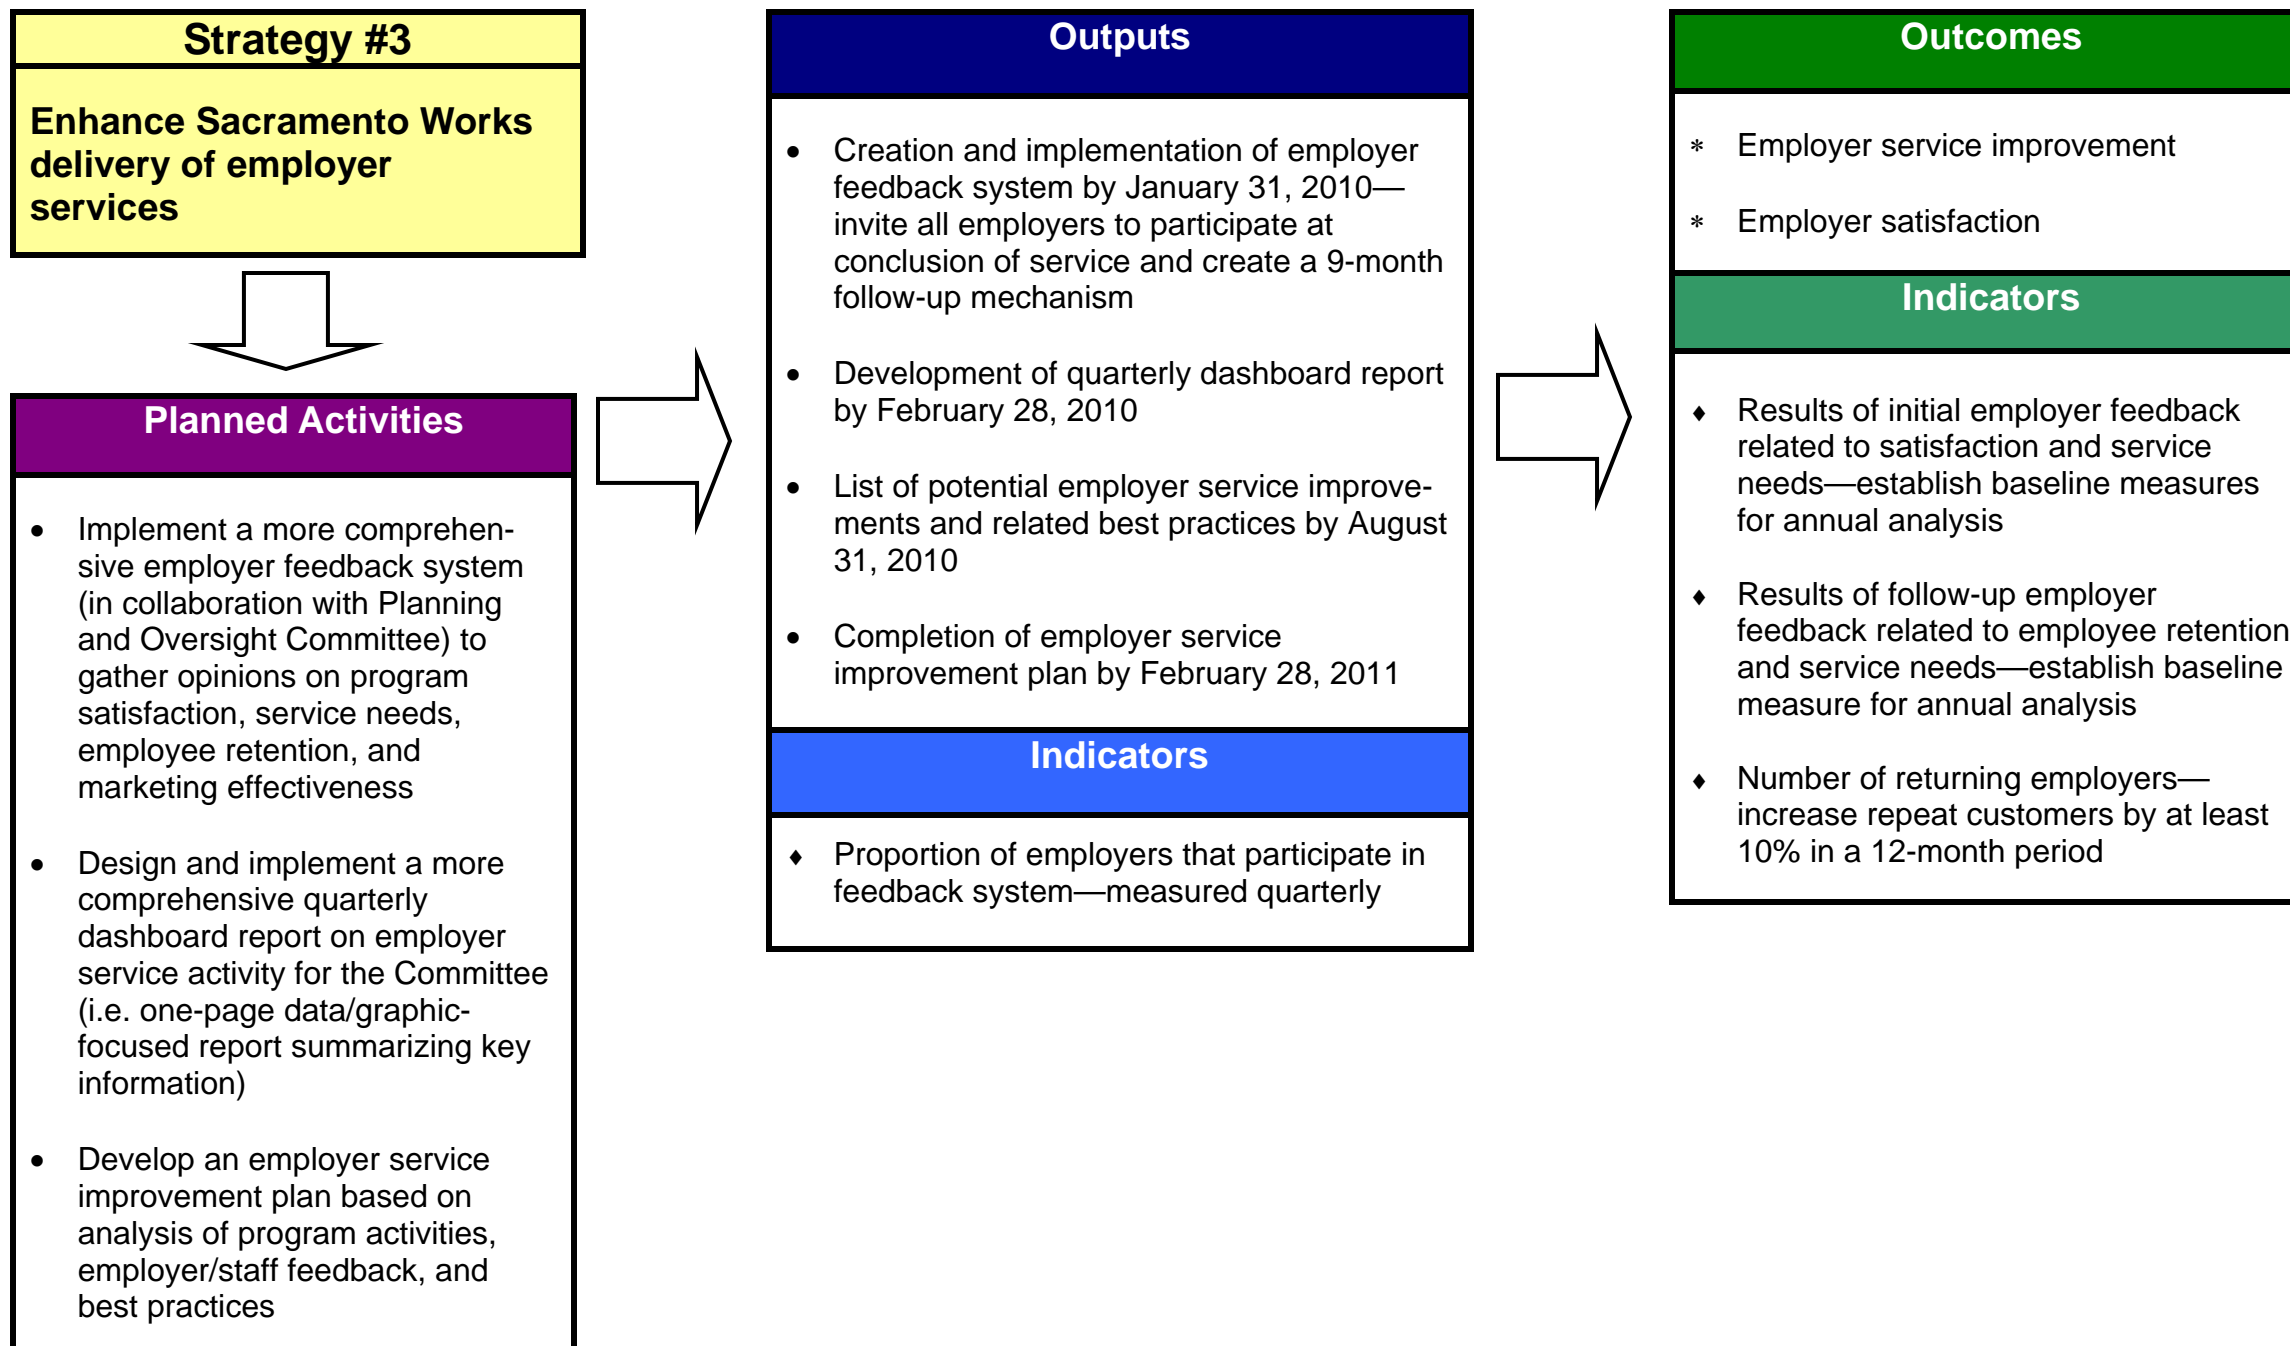 Strategy #3
Enhance Sacramento Works
delivery of employer
services
Planned Activities
• Implement a more comprehen-
sive employer feedback system
(in collaboration with Planning
and Oversight Committee) to
gather opinions on program
satisfaction, service needs,
employee retention, and
marketing effectiveness
• Design and implement a more
comprehensive quarterly
dashboard report on employer
service activity for the Committee
(i.e. one-page data/graphic-
focused report summarizing key
information)
• Develop an employer service
improvement plan based on
analysis of program activities,
employer/staff feedback, and
best practices
Outputs
• Creation and implementation of employer
feedback system by January 31, 2010—
invite all employers to participate at
conclusion of service and create a 9-month
follow-up mechanism
• Development of quarterly dashboard report
by February 28, 2010
• List of potential employer service improve-
ments and related best practices by August
31, 2010
• Completion of employer service
improvement plan by February 28, 2011
Indicators
♦ Proportion of employers that participate in
feedback system—measured quarterly
Outcomes
* Employer service improvement
* Employer satisfaction
Indicators
♦ Results of initial employer feedback
related to satisfaction and service
needs—establish baseline measures
for annual analysis
♦ Results of follow-up employer
feedback related to employee retention
and service needs—establish baseline
measure for annual analysis
♦ Number of returning employers—
increase repeat customers by at least
10% in a 12-month period